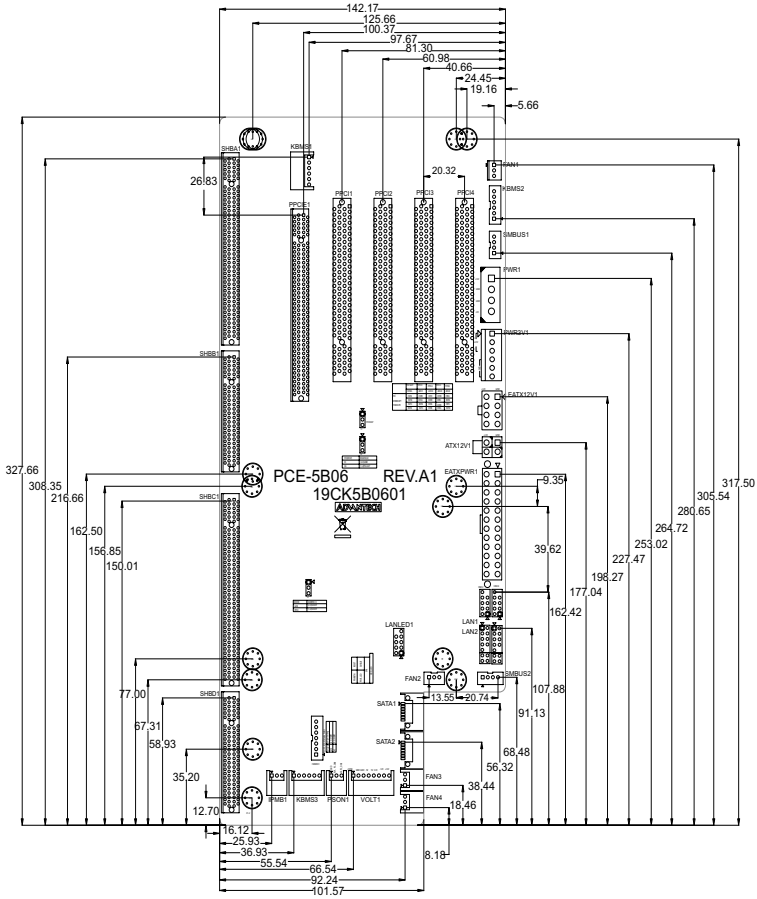 142.17
125.66
100.37
97.67
81.30
60.98
40.66
24.45
19.16
5.66
SHBA1
KBMS1
FAN1
26.83
20.32
KBMS2
PPCIE1
PPCI1
PPCI2
PPCI3
PPCI4
SMBUS1
PWR1
PWR3V1
SHBB1
EATX12V1
ATX12V1
327.66
308.35
216.66
162.50
156.85
150.01
PCE-5B06 REV.A1
19CK5B0601
ADVANTECH
EATXPWR1
9.35
317.50
305.54
280.65
264.72
253.02
227.47
198.27
177.04
162.42
SHBC1
39.62
LANLED1
LAN1
LAN2
107.88
91.13
77.00
67.31
58.93
35.20
12.70
FAN2
SMBUS2
13.55
20.74
SHBD1
SATA1
SATA2
68.48
56.32
38.44
18.46
8.18
IPMB1
KBMS3
PSON1
VOLT1
FAN3
FAN4
16.12
25.93
36.93
55.54
66.54
92.24
101.57